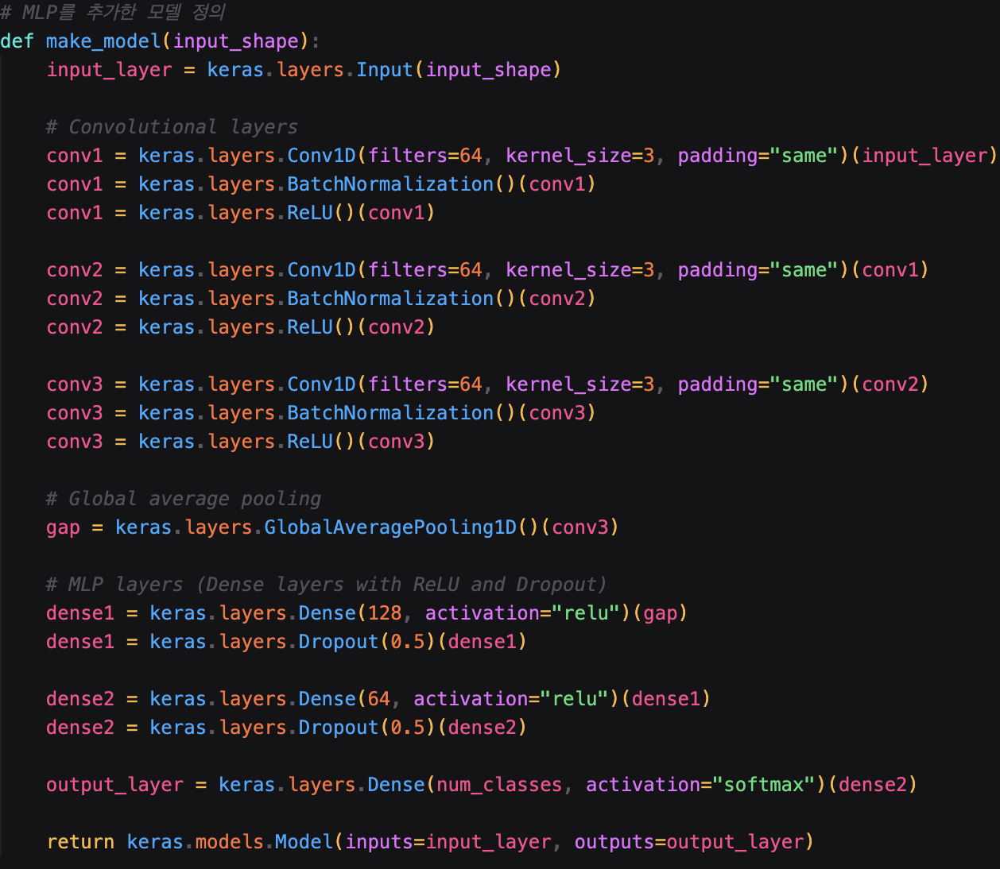 # MLP를 추가한 모델 정의
def make_model(input_shape):
    input_layer = keras.layers.Input(input_shape)

    # Convolutional layers
    conv1 = keras.layers.Conv1D(filters=64, kernel_size=3, padding="same")(input_layer)
    conv1 = keras.layers.BatchNormalization()(conv1)
    conv1 = keras.layers.ReLU()(conv1)

    conv2 = keras.layers.Conv1D(filters=64, kernel_size=3, padding="same")(conv1)
    conv2 = keras.layers.BatchNormalization()(conv2)
    conv2 = keras.layers.ReLU()(conv2)

    conv3 = keras.layers.Conv1D(filters=64, kernel_size=3, padding="same")(conv2)
    conv3 = keras.layers.BatchNormalization()(conv3)
    conv3 = keras.layers.ReLU()(conv3)

    # Global average pooling
    gap = keras.layers.GlobalAveragePooling1D()(conv3)

    # MLP layers (Dense layers with ReLU and Dropout)
    dense1 = keras.layers.Dense(128, activation="relu")(gap)
    dense1 = keras.layers.Dropout(0.5)(dense1)

    dense2 = keras.layers.Dense(64, activation="relu")(dense1)
    dense2 = keras.layers.Dropout(0.5)(dense2)

    output_layer = keras.layers.Dense(num_classes, activation="softmax")(dense2)

    return keras.models.Model(inputs=input_layer, outputs=output_layer)